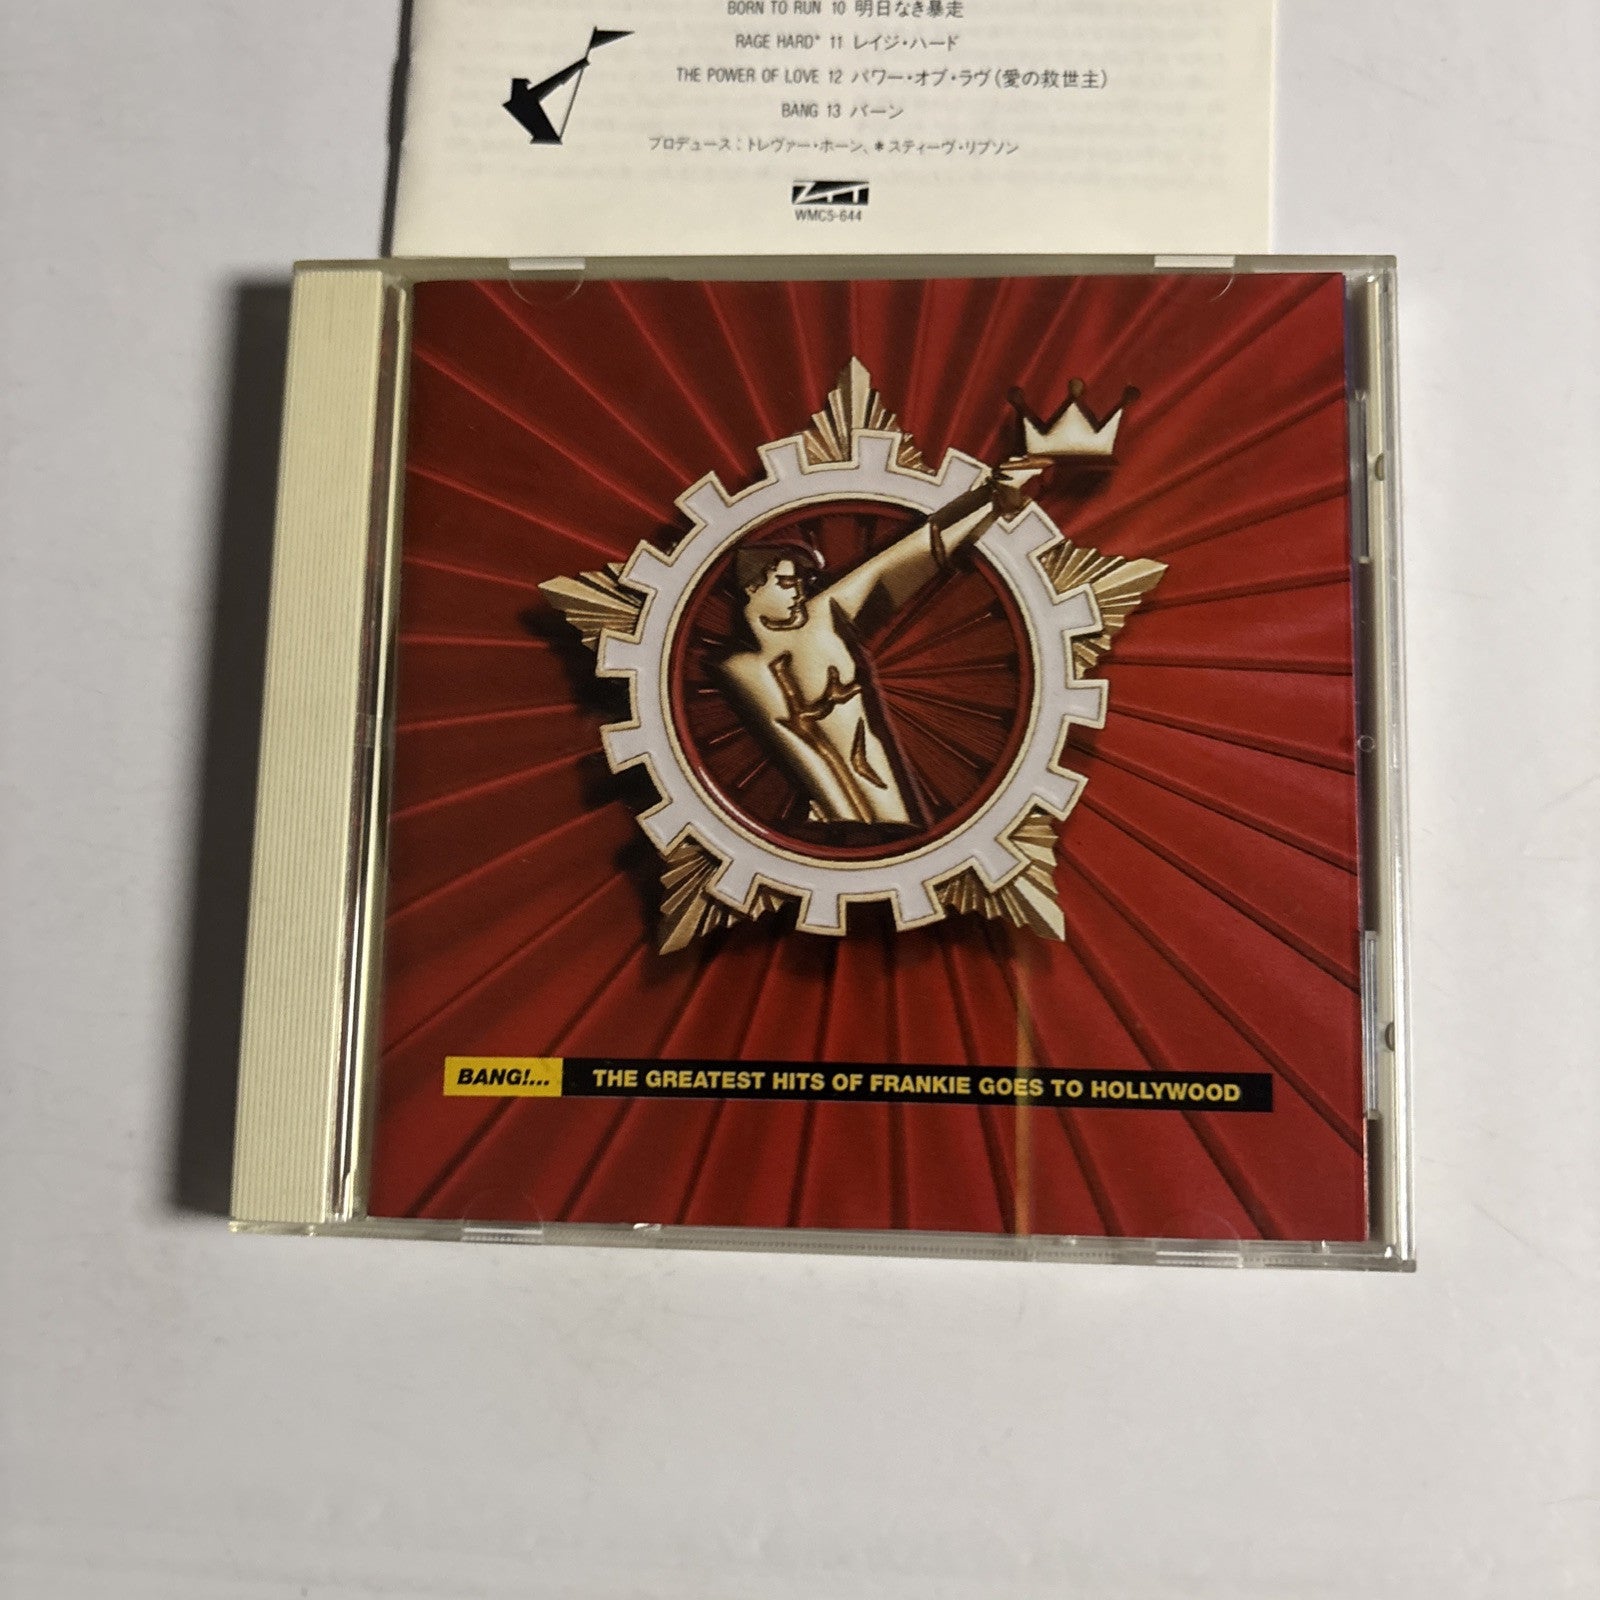 BORN TO RUN 10 明日なき暴走
RAGE HARD* 11 レイジ・ハード
THE POWER OF LOVE 12 パワー・オブ・ラヴ(愛の救世主)
BANG 13 バーン
プロデュース:トレヴァー・ホーン、*スティーヴ・リプソン
ZTT
WMC5-644
BANG!... THE GREATEST HITS OF FRANKIE GOES TO HOLLYWOOD